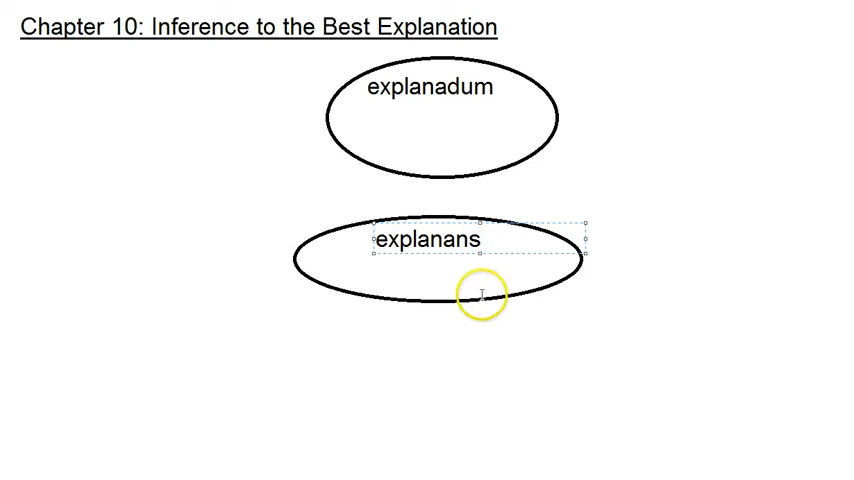 Chapter 10: Inference to the Best Explanation
explanadum
explanans